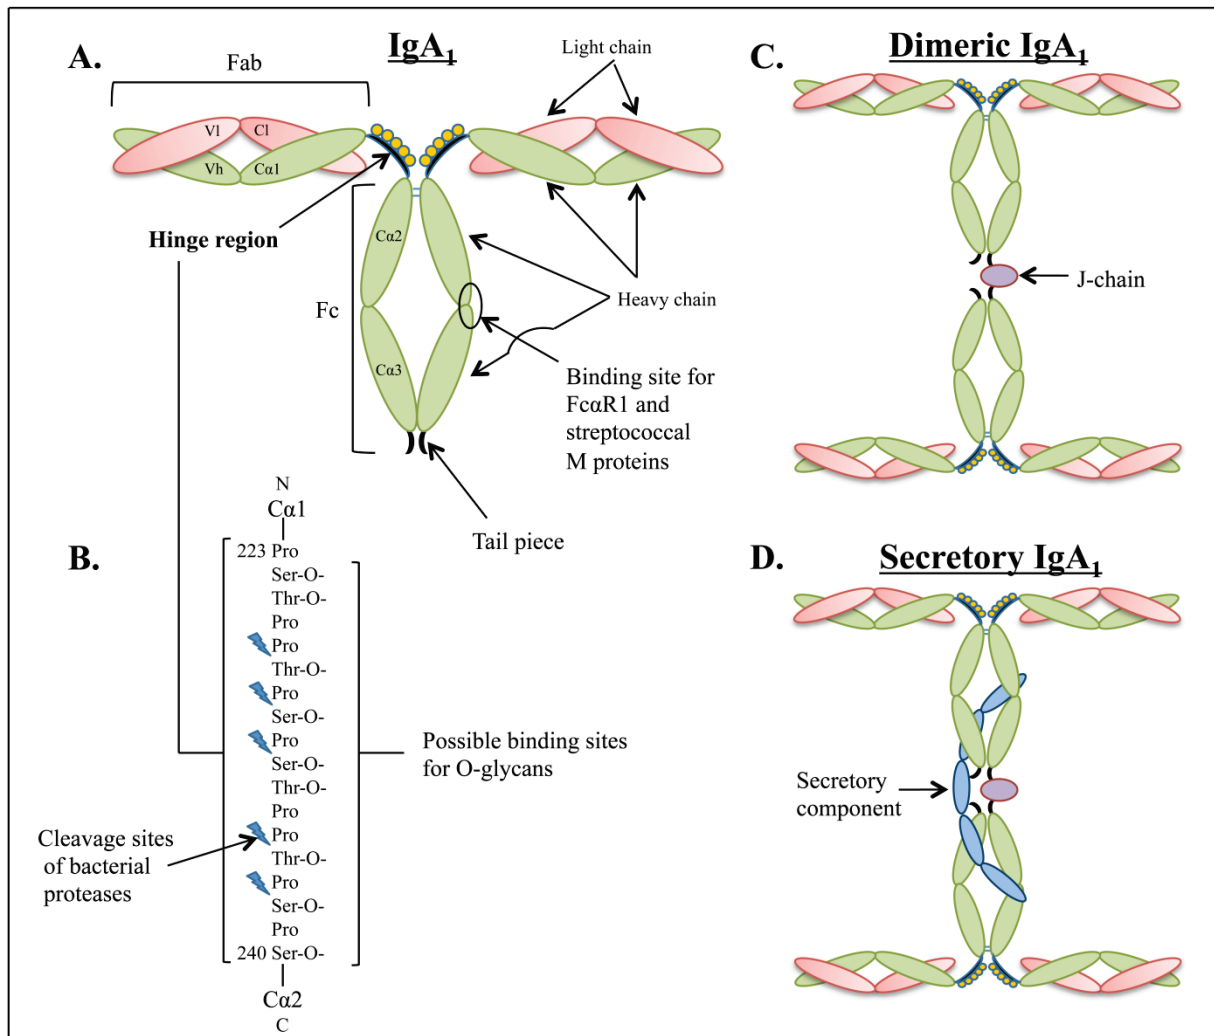 A.
IgA1
Fab
Light chain
Vl
Cl
Vh
Cα1
Hinge region
Cα2
Fc
Heavy chain
Cα3
Binding site for
FcαR1 and
streptococcal
M proteins
Tail piece
B.
N
Cα1
223 Pro
Ser-O-
Thr-O-
Pro
Pro
Thr-O-
Pro
Ser-O-
Pro
Ser-O-
Thr-O-
Pro
Pro
Thr-O-
Pro
Ser-O-
Pro
240 Ser-O-
Cα2
C
Possible binding sites
for O-glycans
Cleavage sites
of bacterial
proteases
C.
Dimeric IgA1
J-chain
D.
Secretory IgA1
Secretory
component